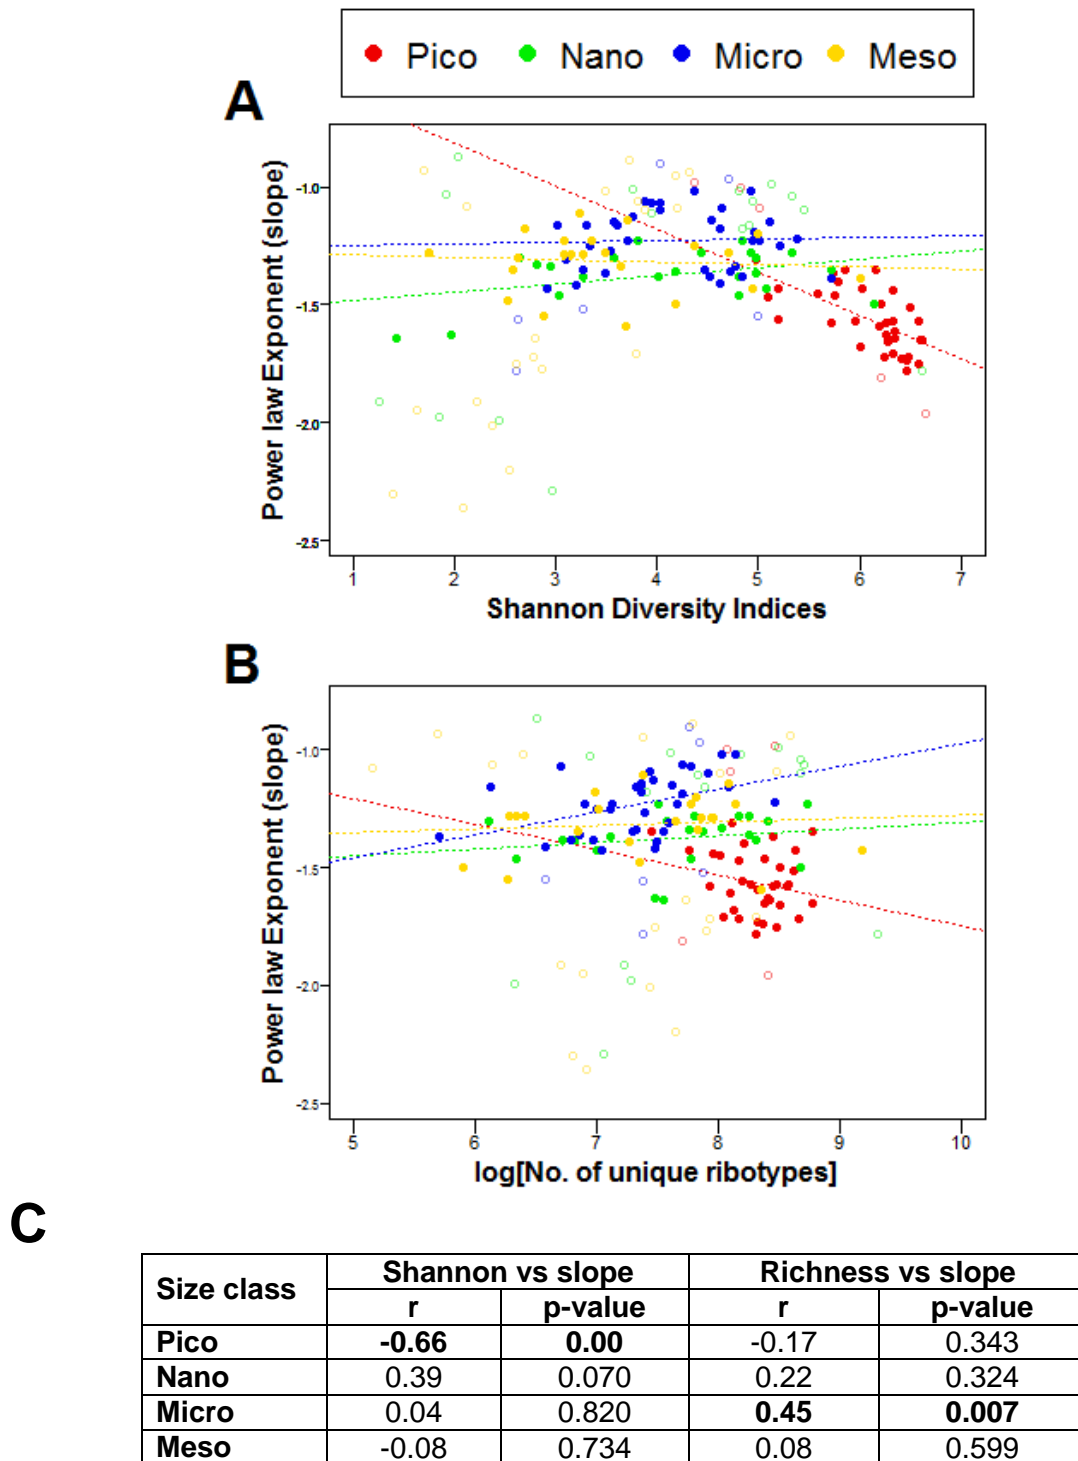 Pico Nano Micro Meso
A
-1.0
-1.5
-2.0
-2.5
Power law Exponent (slope)
1 2 3 4 5 6 7
Shannon Diversity Indices
B
-1.0
-1.5
-2.0
-2.5
Power law Exponent (slope)
5 6 7 8 9 10
log[No. of unique ribotypes]
C
Size class Shannon vs slope Richness vs slope
r p-value r p-value
Pico -0.66 0.00 -0.17 0.343
Nano 0.39 0.070 0.22 0.324
Micro 0.04 0.820 0.45 0.007
Meso -0.08 0.734 0.08 0.599